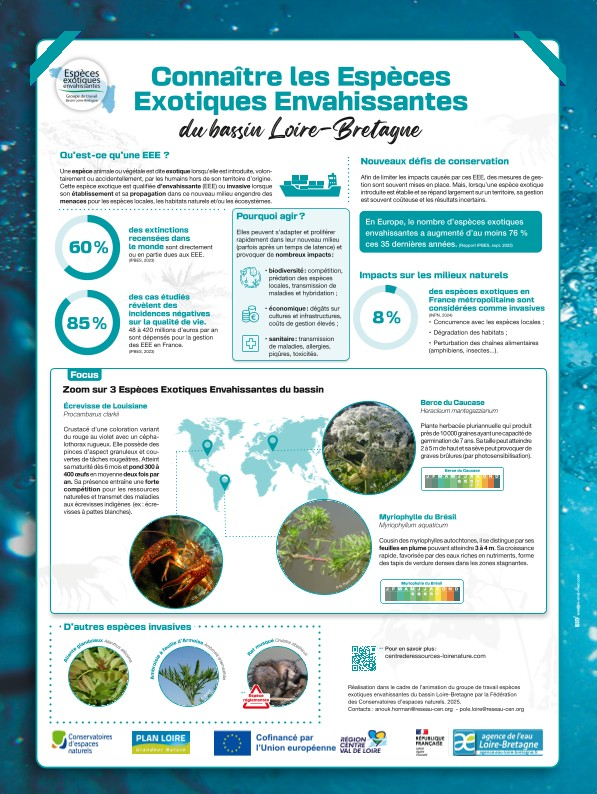 Espèces
exotiques
envahissantes
Groupe de travail
Bassin Loire-Bretagne
Connaître les Espèces
Exotiques Envahissantes
du bassin Loire-Bretagne
Qu'est-ce qu'une EEE ?
Une espèce animale ou végétale est dite exotique lorsqu'elle est introduite, volon-
tairement ou accidentellement, par les humains hors de son territoire d'origine.
Cette espèce exotique est qualifiée d'envahissante (EEE) ou invasive lorsque
son établissement et sa propagation dans ce nouveau milieu engendre des
menaces pour les espèces locales, les habitats naturels et/ou les écosystèmes.
60 %
des extinctions
recensées dans
le monde sont directement
ou en partie dues aux EEE.
(IPBES, 2023)
85 %
des cas étudiés
révèlent des
incidences négatives
sur la qualité de vie.
48 à 420 millions d'euros par an
sont dépensés pour la gestion
des EEE en France.
(IPBES, 2023)
Pourquoi agir ?
Elles peuvent s'adapter et proliférer
rapidement dans leur nouveau milieu
(parfois après un temps de latence) et
provoquer de nombreux impacts :
- biodiversité : compétition,
prédation des espèces
locales, transmission de
maladies et hybridation ;
- économique : dégâts sur
cultures et infrastructures,
coûts de gestion élevés ;
- sanitaire : transmission
de maladies, allergies,
piqûres, toxicités.
Nouveaux défis de conservation
Afin de limiter les impacts causés par ces EEE, des mesures de ges-
tion sont souvent mises en place. Mais, lorsqu'une espèce exotique
introduite est établie et se répand largement sur un territoire, sa gestion
est souvent coûteuse et les résultats incertains.
En Europe, le nombre d'espèces exotiques
envahissantes a augmenté d'au moins 76 %
ces 35 dernières années. (Rapport IPBES, sept. 2023)
Impacts sur les milieux naturels
8 %
des espèces exotiques en
France métropolitaine sont
considérées comme invasives
(INPN, 2024)
• Concurrence avec les espèces locales ;
• Dégradation des habitats ;
• Perturbation des chaînes alimentaires
(amphibiens, insectes...).
Focus
Zoom sur 3 Espèces Exotiques Envahissantes du bassin
Écrevisse de Louisiane
Procambarus clarkii
Crustacé d'une coloration variant
du rouge au violet avec un cépha-
lothorax rugueux. Elle possède des
pinces d'aspect granuleux et cou-
vertes de tâches rougeâtres. Atteint
sa maturité dès 6 mois et pond 300 à
400 œufs en moyenne deux fois par
an. Sa présence entraîne une forte
compétition pour les ressources
naturelles et transmet des maladies
aux écrevisses indigènes (ex : écre-
visses à pattes blanches).
Berce du Caucase
Heracleum mantegazzianum
Plante herbacée pluriannuelle qui produit
près de 10 000 graines ayant une capacité de
germination de 7 ans. Sa taille peut atteindre
2 à 5 m de haut et sa sève peut provoquer de
graves brûlures (par photosensibilisation).
Berce du Caucase
Myriophylle du Brésil
Myriophyllum aquaticum
Cousin des myriophylles autochtones, il se distingue par ses
feuilles en plume pouvant atteindre 3 à 4 m. Sa croissance
rapide, favorisée par des eaux riches en nutriments, forme
des tapis de verdure denses dans les zones stagnantes.
Myriophylle du Brésil
D'autres espèces invasives
Ailante glanduleux
Ambroisie à feuille d'Armoise
Rat musqué
Espèce
réglementée
Pour en savoir plus :
centrederessources-loirenature.com
Réalisation dans le cadre de l'animation du groupe de travail espèces
exotiques envahissantes du bassin Loire-Bretagne par la Fédération
des Conservatoires d'espaces naturels. 2025.
Contacts : anouk.horman@reseau-cen.org - pole.loire@reseau-cen.org
Conservatoires
d'espaces
naturels
PLAN LOIRE
Grandeur Nature
Cofinancé par
l'Union européenne
RÉGION
CENTRE
VAL DE LOIRE
RÉPUBLIQUE
FRANÇAISE
agence de l'eau
Loire-Bretagne